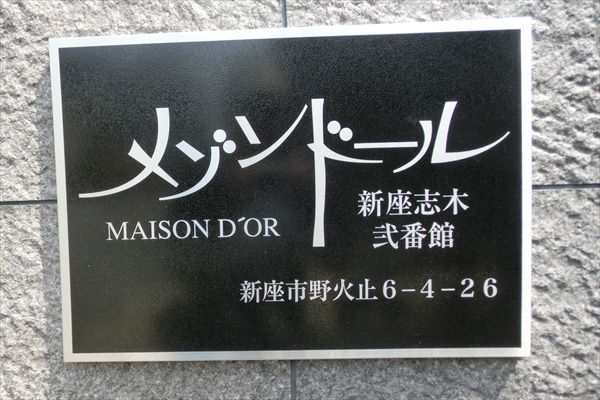 メゾンドール
MAISON D´OR
新座志木
弐番館
新座市野火止6-4-26